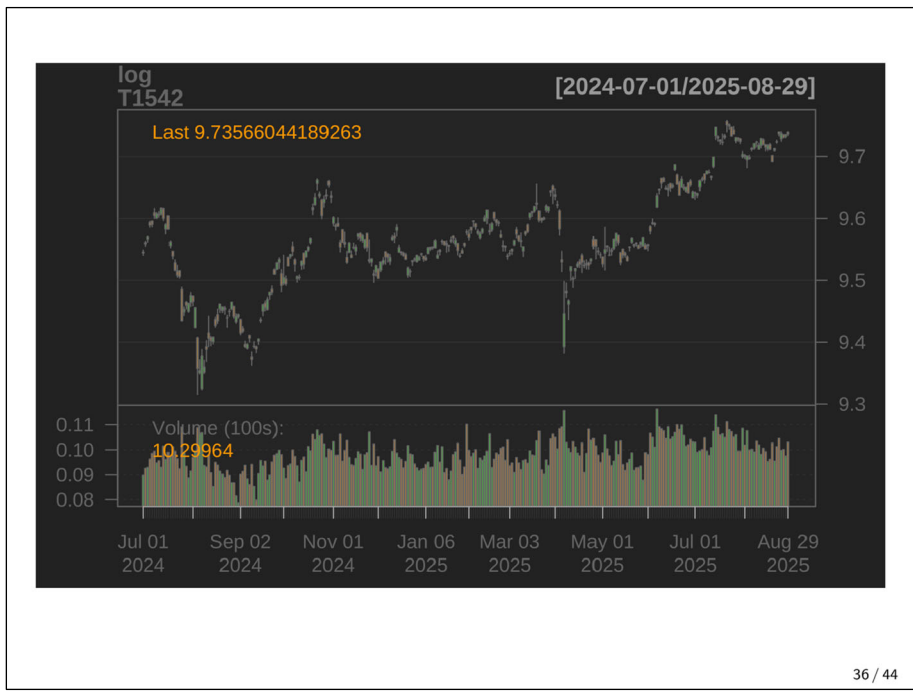 log
T1542
[2024-07-01/2025-08-29]
Last 9.73566044189263
9.7
9.6
9.5
9.4
9.3
Volume (100s):
10.29964
0.11
0.10
0.09
0.08
Jul 01 Sep 02 Nov 01 Jan 06 Mar 03 May 01 Jul 01 Aug 29
2024 2024 2024 2025 2025 2025 2025 2025
36 / 44